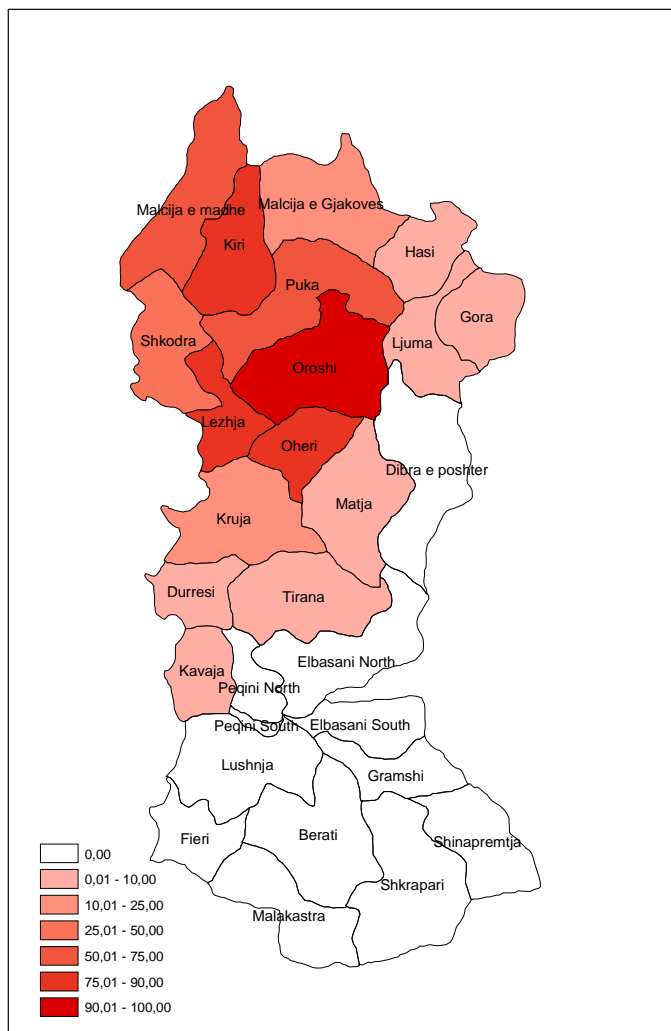 Malcija e madhe
Malcija e Gjakoves
Kiri
Hasi
Puka
Gora
Shkodra
Ljuma
Oroshi
Lezhja
Oheri
Dibra e poshter
Matja
Kruja
Durresi
Tirana
Elbasani North
Kavaja
Peqini North
Peqini South
Elbasani South
Lushnja
Gramshi
Fieri
Berati
Shinapremtja
Shkrapari
Malakastra
0,00
0,01 - 10,00
10,01 - 25,00
25,01 - 50,00
50,01 - 75,00
75,01 - 90,00
90,01 - 100,00